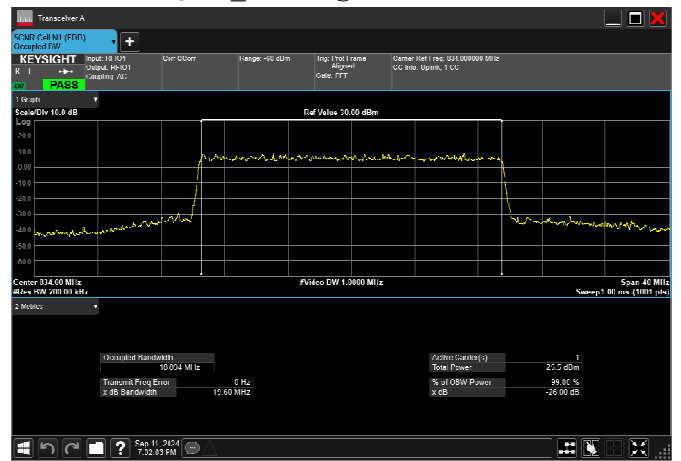 Transceiver A
5GNR Cell N1 (FDD)
Occupied BW
+
KEYSIGHT
R L
PASS
Input: RFIO1
Output: RFIO1
Coupling: AC
Corr CCorr
Range: -60 dBm
Trig: Prot Frame
Aligned
Gate: FFT
Carrier Ref Freq: 834.000000 MHz
CC Info: Uplink, 1 CC
1 Graph
Scale/Div 10.0 dB
Ref Value 30.00 dBm
Log
20.0
10.0
0.00
-10.0
-20.0
-30.0
-40.0
-50.0
-60.0
Center 834.00 MHz
#Video BW 1.0000 MHz
Span 40 MHz
#Res BW 200.00 kHz
Sweep 1.00 ms (1001 pts)
2 Metrics
Occupied Bandwidth
18.894 MHz
Transmit Freq Error 0 Hz
x dB Bandwidth 19.60 MHz
Active Carrier(s) 1
Total Power 25.5 dBm
% of OBW Power 99.00 %
x dB -26.00 dB
?
Sep 11, 2024
7:02:03 PM